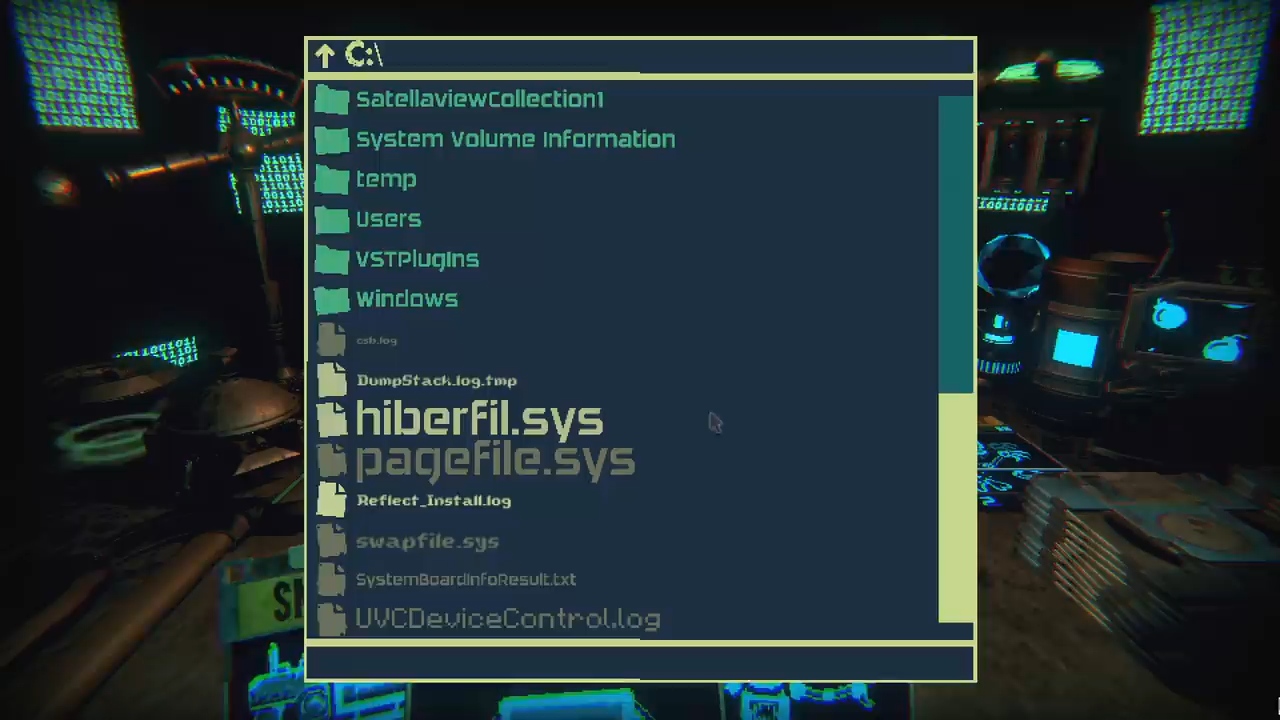 C:\
SatellaviewCollection1
System Volume Information
temp
Users
VSTPlugIns
Windows
csb.log
DumpStack.log.tmp
hiberfil.sys
pagefile.sys
Reflect_Install.log
swapfile.sys
SystemBoardInfoResult.txt
UVCDeviceControl.log